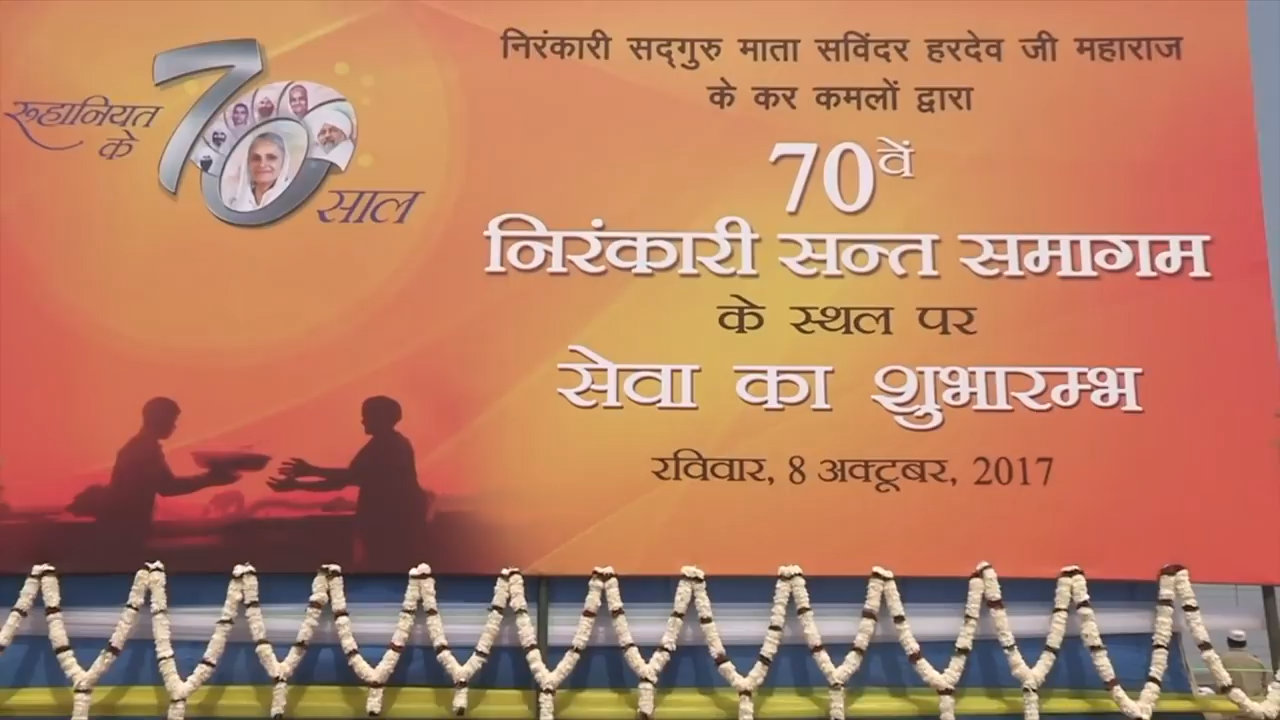 रूहानियत
के
70
साल
निरंकारी सद्गुरु माता सविंदर हरदेव जी महाराज
के कर कमलों द्वारा
70वें
निरंकारी सन्त समागम
के स्थल पर
सेवा का शुभारम्भ
रविवार, 8 अक्टूबर, 2017